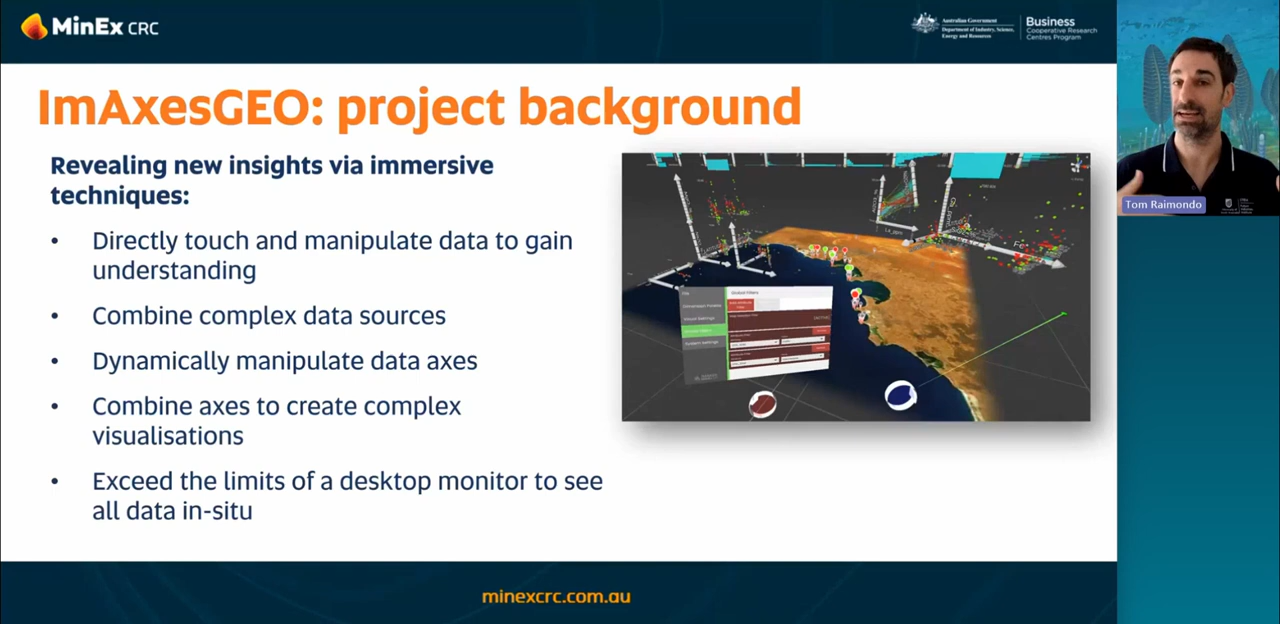 MinEx CRC
Australian Government
Department of Industry, Science,
Energy and Resources
Business
Cooperative Research
Centres Program
ImAxesGEO: project background
Revealing new insights via immersive
techniques:
• Directly touch and manipulate data to gain
understanding
• Combine complex data sources
• Dynamically manipulate data axes
• Combine axes to create complex
visualisations
• Exceed the limits of a desktop monitor to see
all data in-situ
Global Filters
Tom Raimondo
minexcrc.com.au